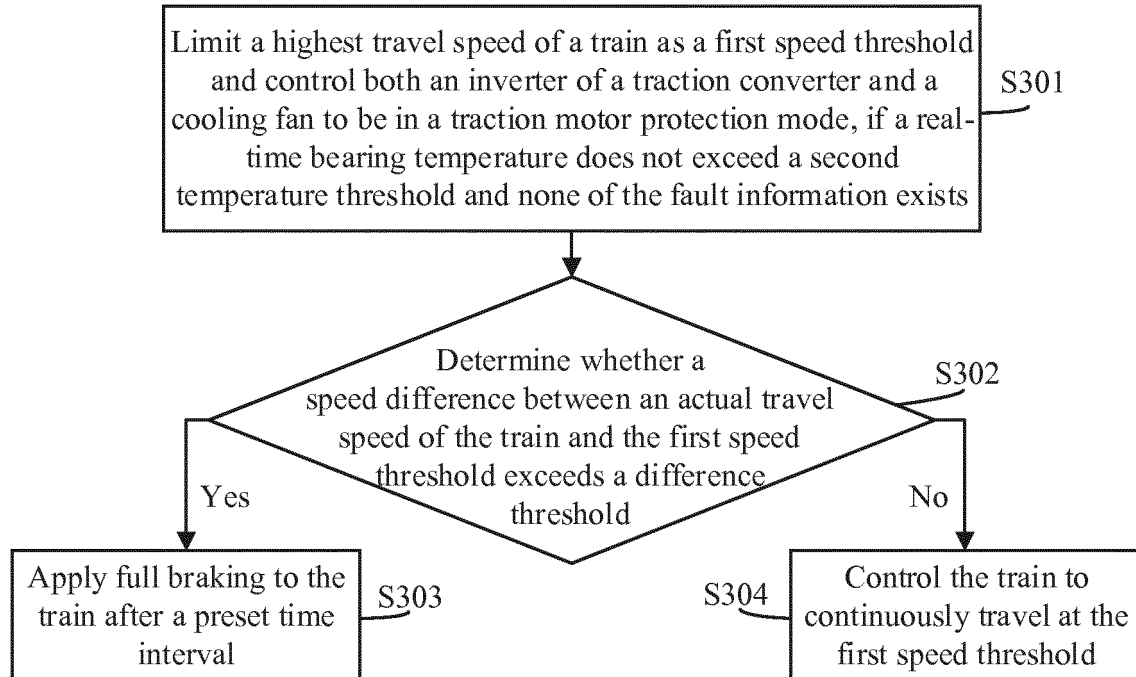 Limit a highest travel speed of a train as a first speed threshold
and control both an inverter of a traction converter and a
cooling fan to be in a traction motor protection mode, if a real-
time bearing temperature does not exceed a second
temperature threshold and none of the fault information exists
S301
Determine whether a
speed difference between an actual travel
speed of the train and the first speed
threshold exceeds a difference
threshold
S302
Yes
No
Apply full braking to the
train after a preset time
interval
S303
S304
Control the train to
continuously travel at the
first speed threshold